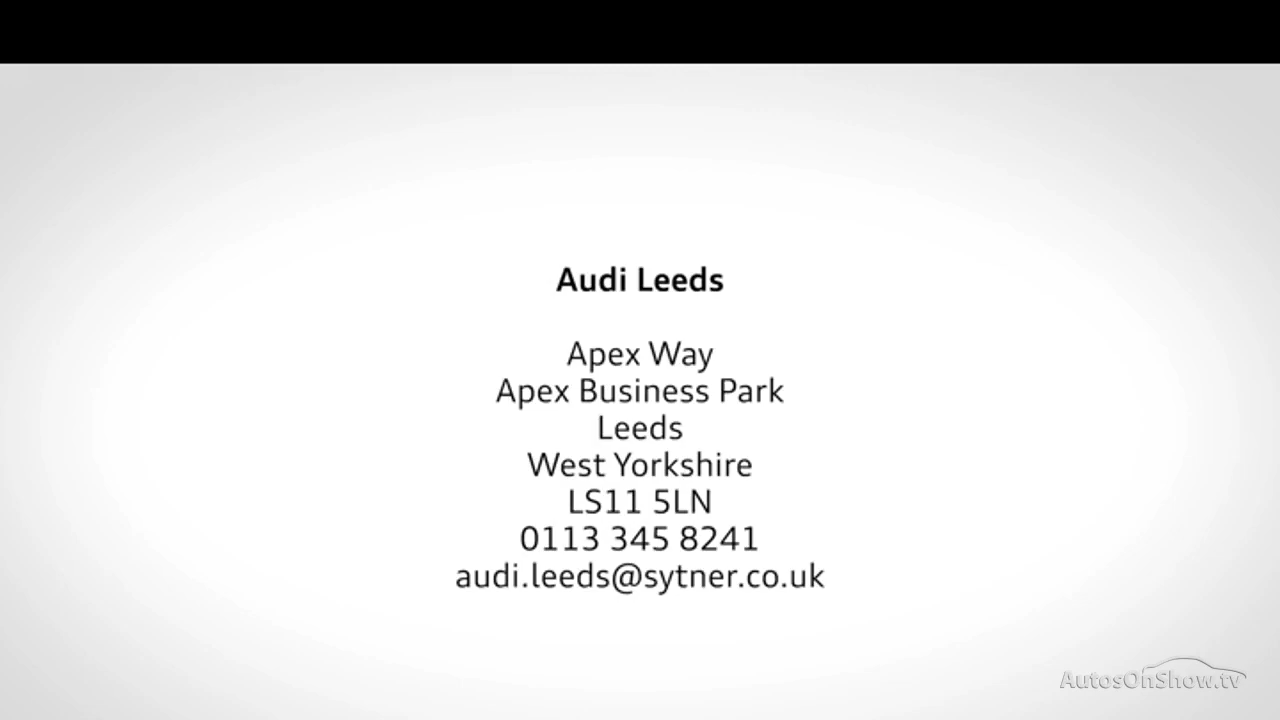 Audi Leeds
Apex Way
Apex Business Park
Leeds
West Yorkshire
LS11 5LN
0113 345 8241
audi.leeds@sytner.co.uk
AutosOnShow.tv